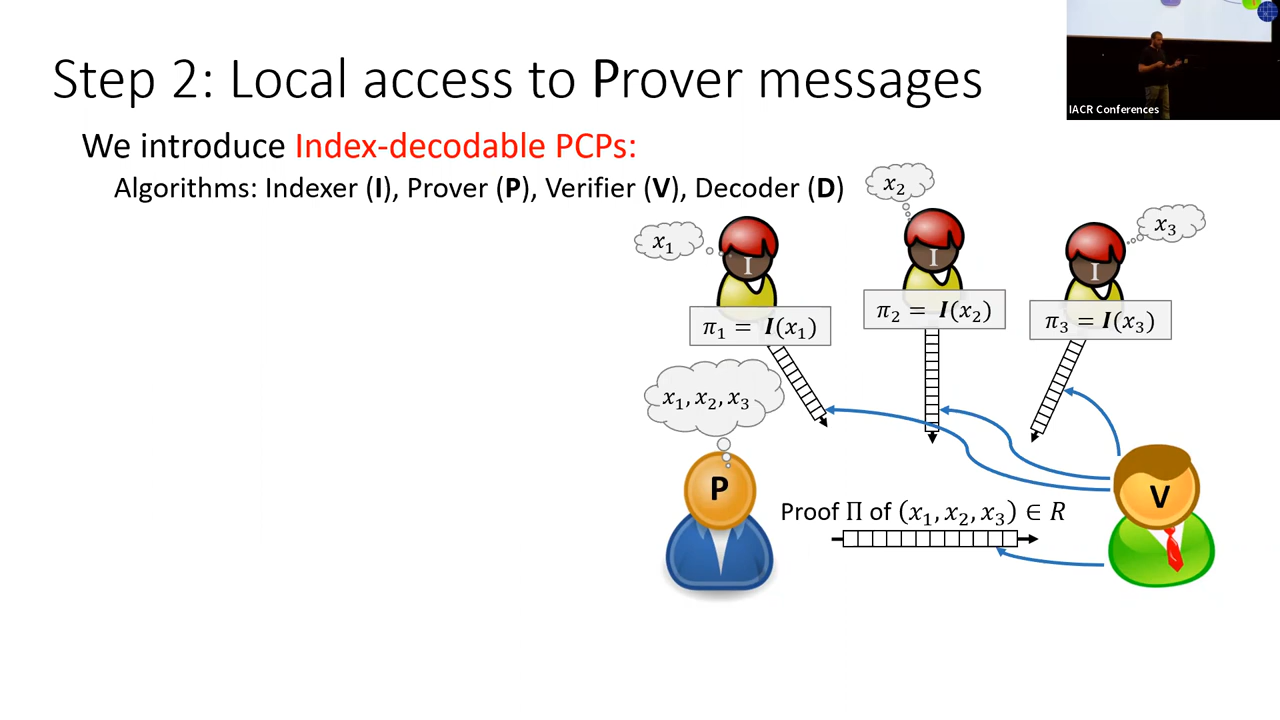 Step 2: Local access to Prover messages
IACR Conferences
We introduce Index-decodable PCPs:
Algorithms: Indexer (I), Prover (P), Verifier (V), Decoder (D)
x₁
x₂
x₃
I
I
I
π₁ = I(x₁)
π₂ = I(x₂)
π₃ = I(x₃)
x₁, x₂, x₃
P
V
Proof Π of (x₁, x₂, x₃) ∈ R